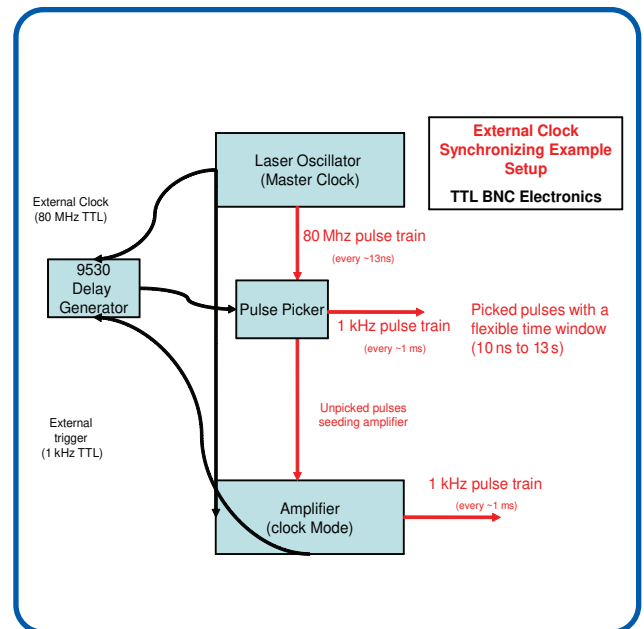 External Clock
Synchronizing Example
Setup
TTL BNC Electronics
Laser Oscillator
(Master Clock)
External Clock
(80 MHz TTL)
80 Mhz pulse train
(every ~13ns)
9530
Delay
Generator
Pulse Picker
1 kHz pulse train
(every ~1 ms)
Picked pulses with a
flexible time window
(10 ns to 13 s)
Unpicked pulses
seeding amplifier
External
trigger
(1 kHz TTL)
Amplifier
(clock Mode)
1 kHz pulse train
(every ~1 ms)